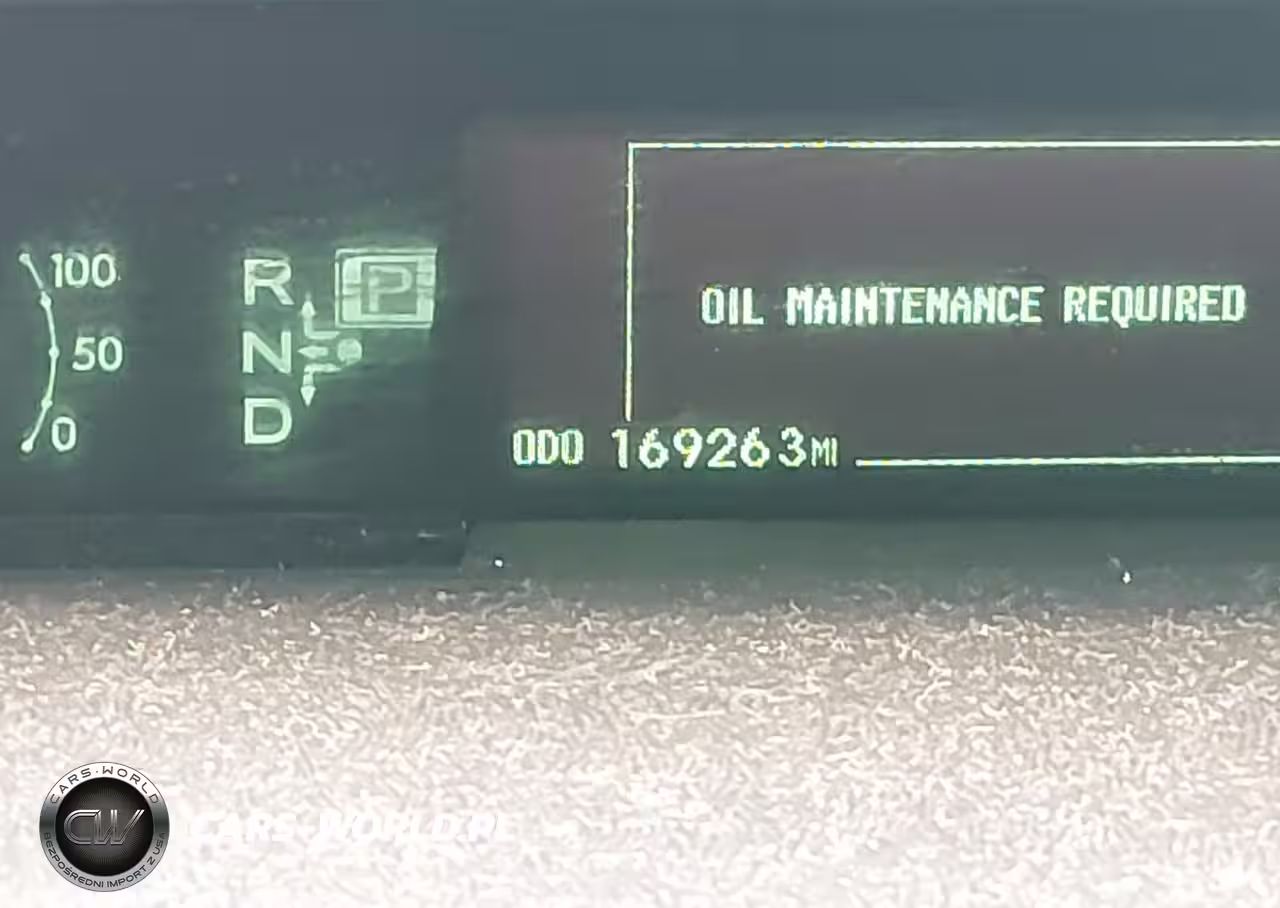 100
50
0
R
N
D
P
OIL MAINTENANCE REQUIRED
ODO 169263MI
CARS-WORLD
CW
BEZPOŚREDNI IMPORT Z USA
CARS-WORLD.PL